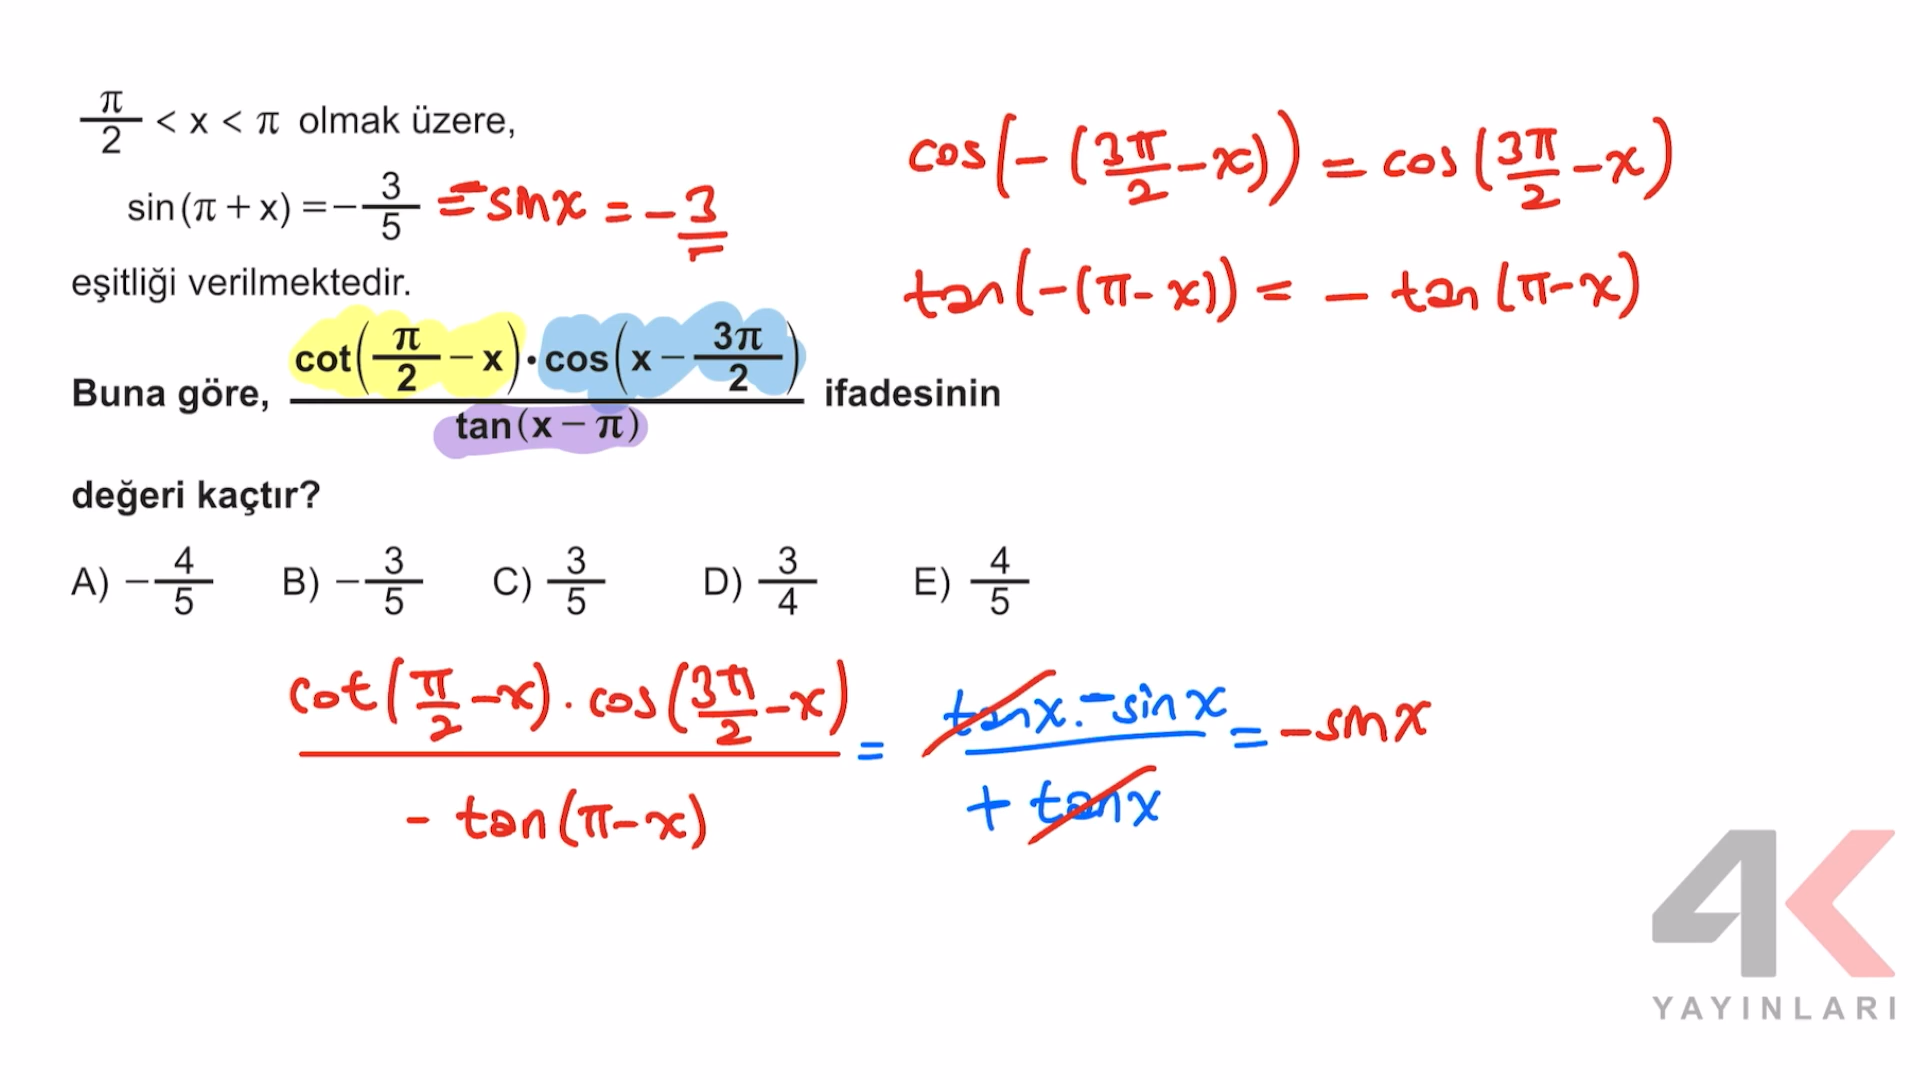 π/2 < x < π olmak üzere,
sin(π + x) = -3/5 = -sinx = -3/
eşitliği verilmektedir.
Buna göre, cot(π/2 - x) · cos(x - 3π/2) / tan(x - π) ifadesinin
değeri kaçtır?
A) -4/5 B) -3/5 C) 3/5 D) 3/4 E) 4/5
cos(-(3π/2 - x)) = cos(3π/2 - x)
tan(-(π - x)) = - tan(π - x)
cot(π/2 - x) · cos(3π/2 - x) / - tan(π - x) = tanx · -sinx / + tanx = -sinx
4K
YAYINLARI